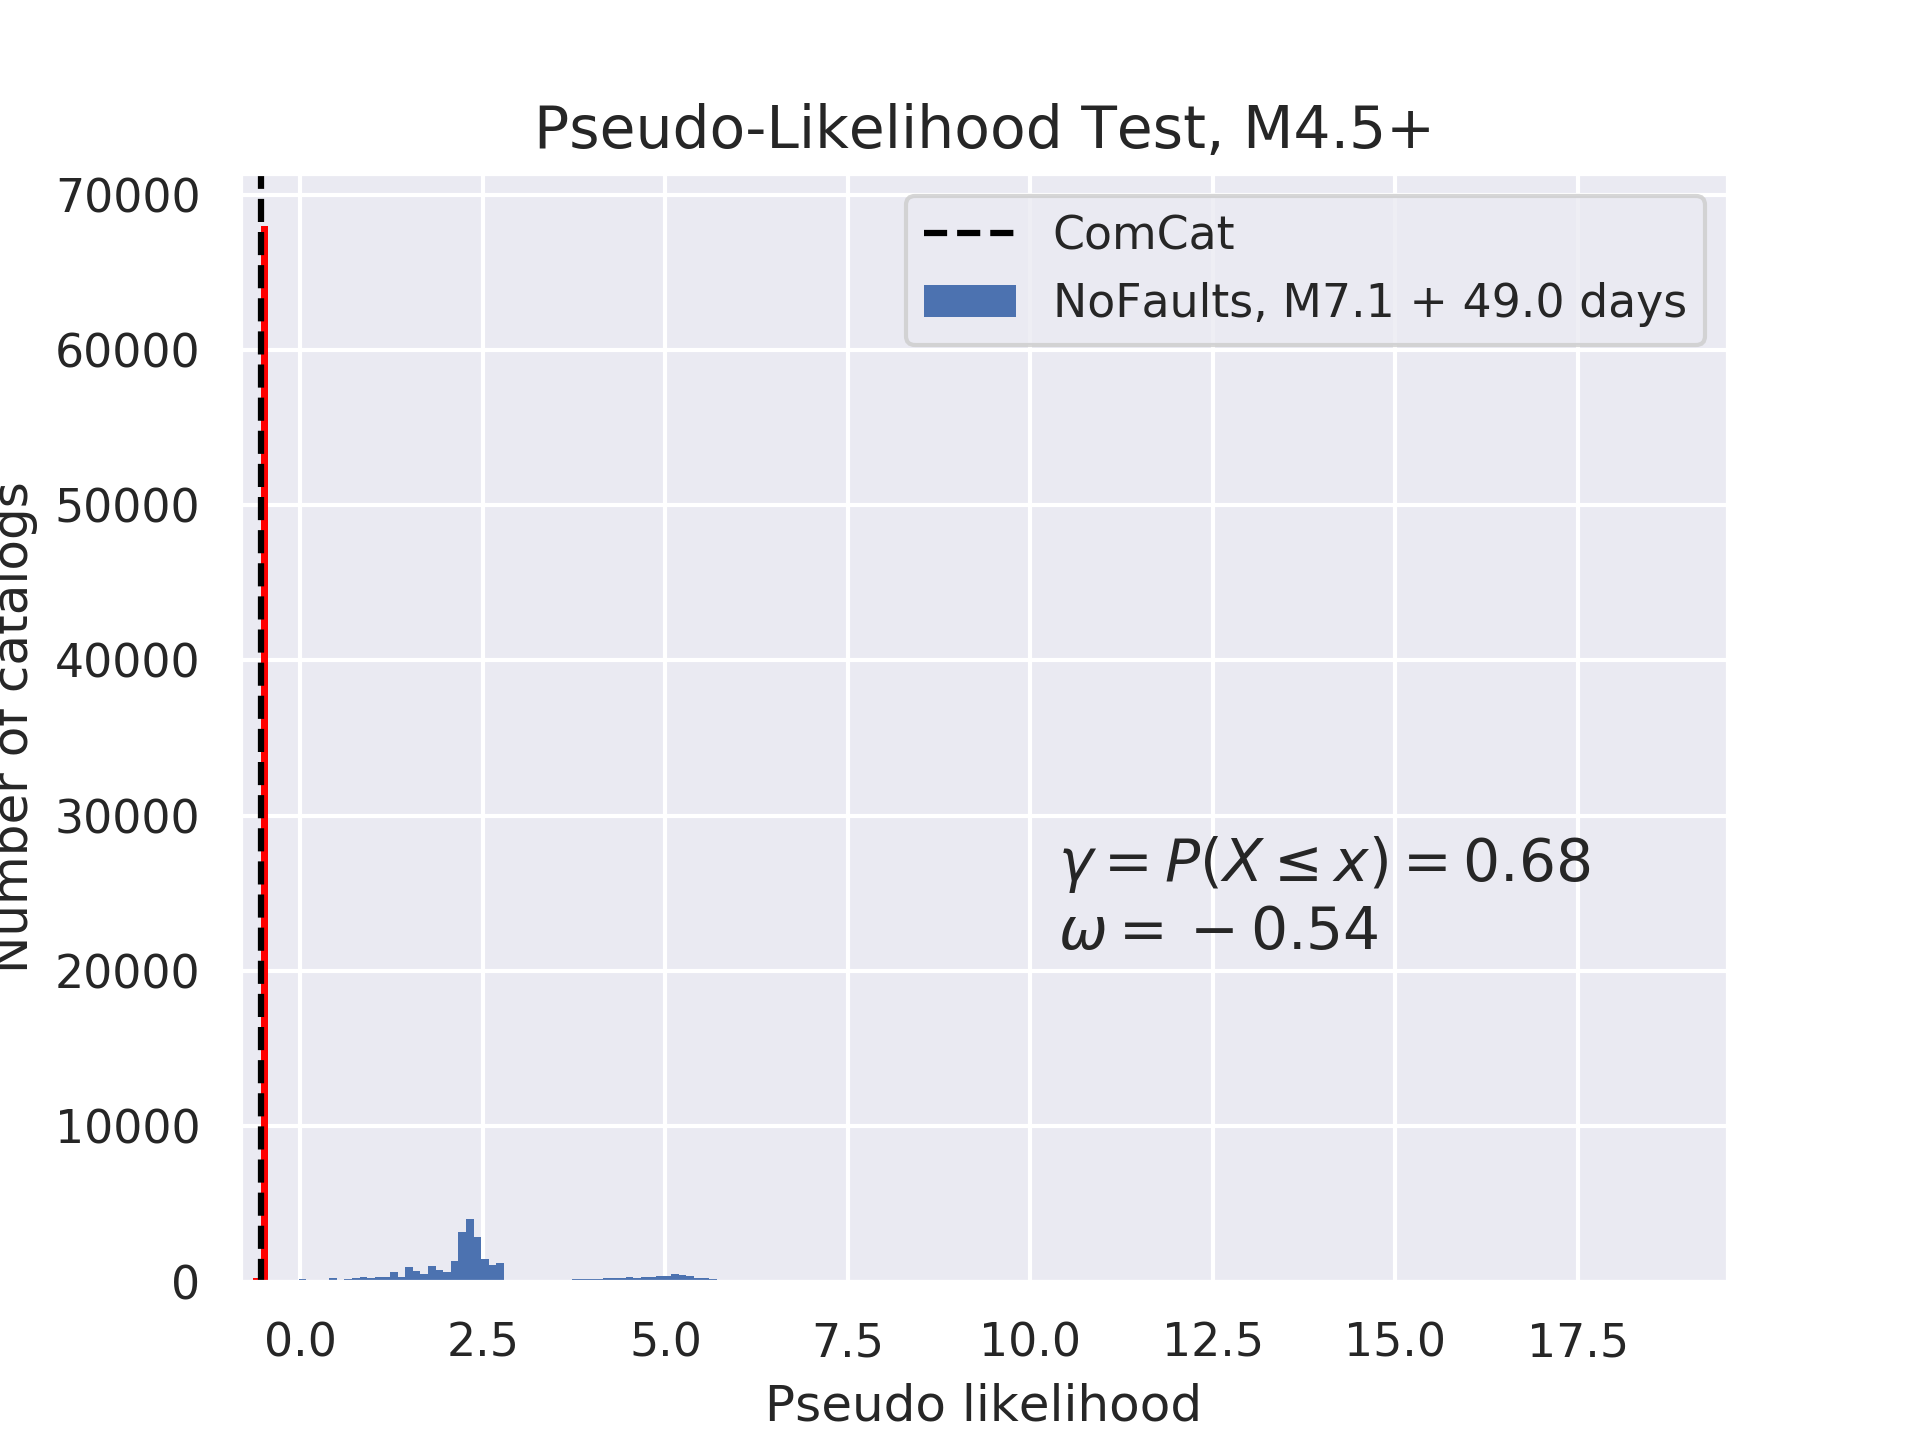 Pseudo-Likelihood Test, M4.5+
ComCat
NoFaults, M7.1 + 49.0 days
70000
60000
50000
40000
30000
20000
10000
0
Number of catalogs
γ = P(X ≤ x) = 0.68
ω = − 0.54
0.0 2.5 5.0 7.5 10.0 12.5 15.0 17.5
Pseudo likelihood